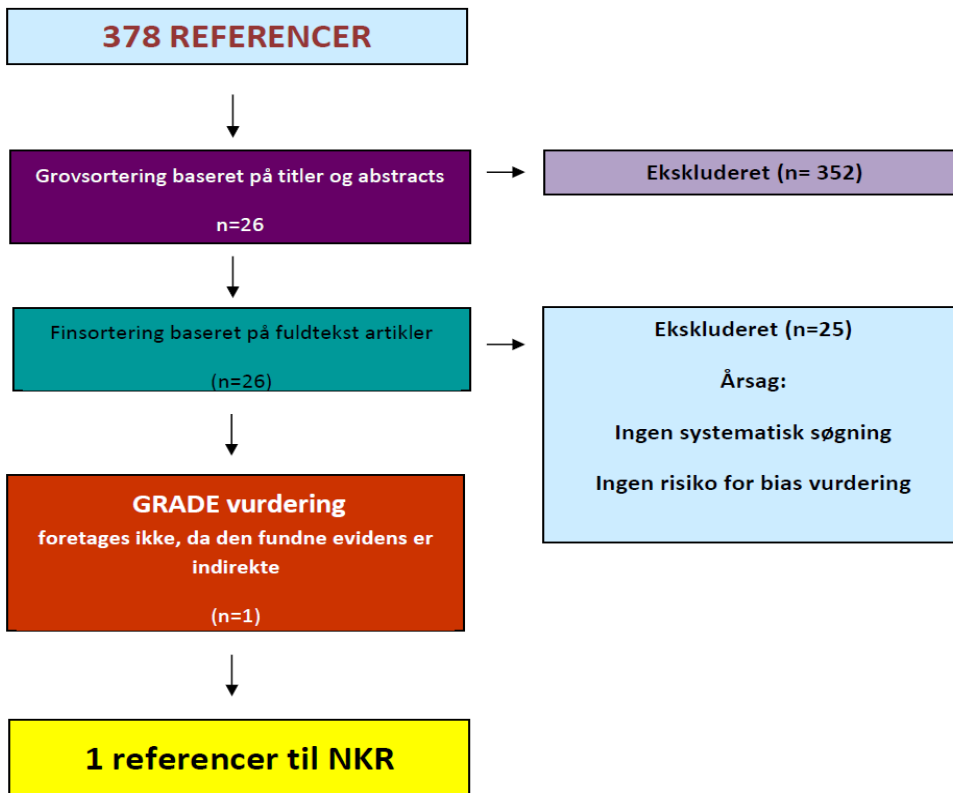 378 REFERENCER
Grovsortering baseret på titler og abstracts
n=26
Ekskluderet (n= 352)
Finsortering baseret på fuldtekst artikler
(n=26)
Ekskluderet (n=25)
Årsag:
Ingen systematisk søgning
Ingen risiko for bias vurdering
GRADE vurdering
foretages ikke, da den fundne evidens er
indirekte
(n=1)
1 referencer til NKR